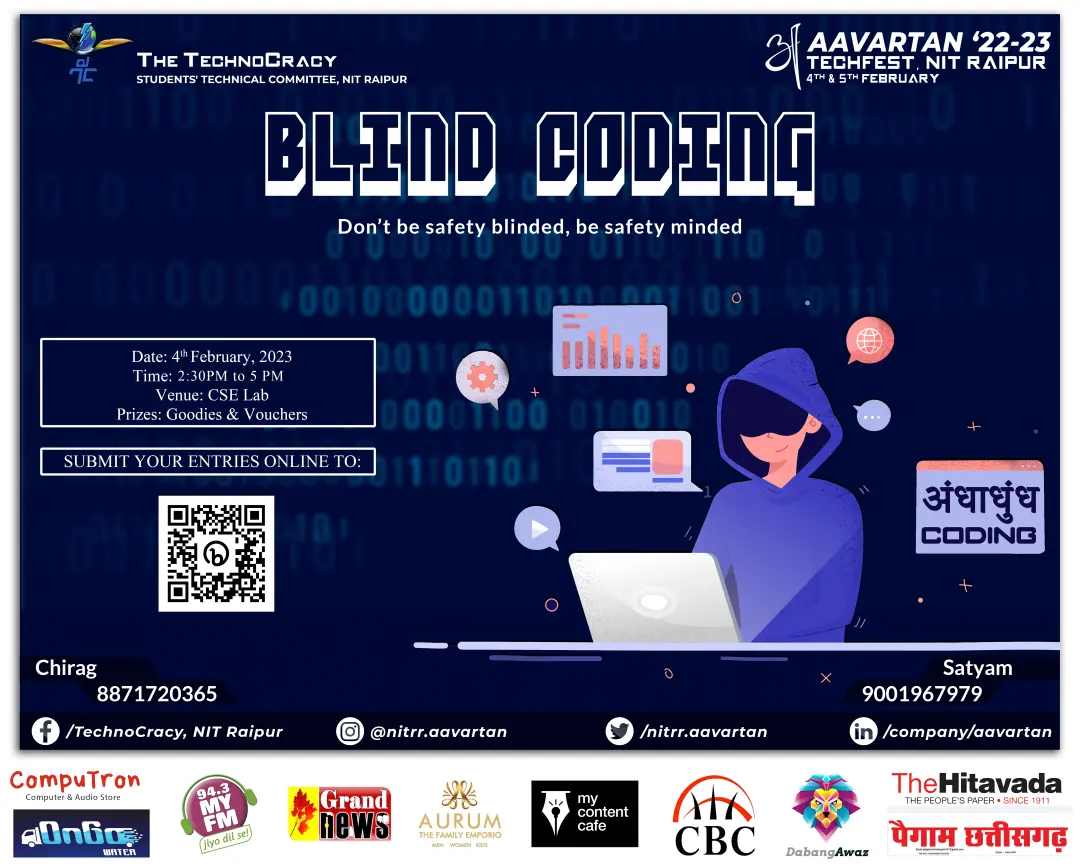 THE TECHNOCRACY
STUDENTS' TECHNICAL COMMITTEE, NIT RAIPUR
AAVARTAN ‘22-23
TECHFEST, NIT RAIPUR
4TH & 5TH FEBRUARY
BLIND CODING
Don’t be safety blinded, be safety minded
Date: 4th February, 2023
Time: 2:30PM to 5 PM
Venue: CSE Lab
Prizes: Goodies & Vouchers
SUBMIT YOUR ENTRIES ONLINE TO:
अंधाधुंध
CODING
Chirag
8871720365
Satyam
9001967979
/TechnoCracy, NIT Raipur
@nitrr.aavartan
/nitrr.aavartan
/company/aavartan
CompuTron
Computer & Audio Store
OnGo
WATER
94.3
MY
FM
jiyo dil se!
Grand
news
AURUM
THE FAMILY EMPORIO
MEN WOMEN KIDS
my
content
cafe
CBC
DabangAwaz
TheHitavada
THE PEOPLE'S PAPER • SINCE 1911
पैगाम छत्तीसगढ़